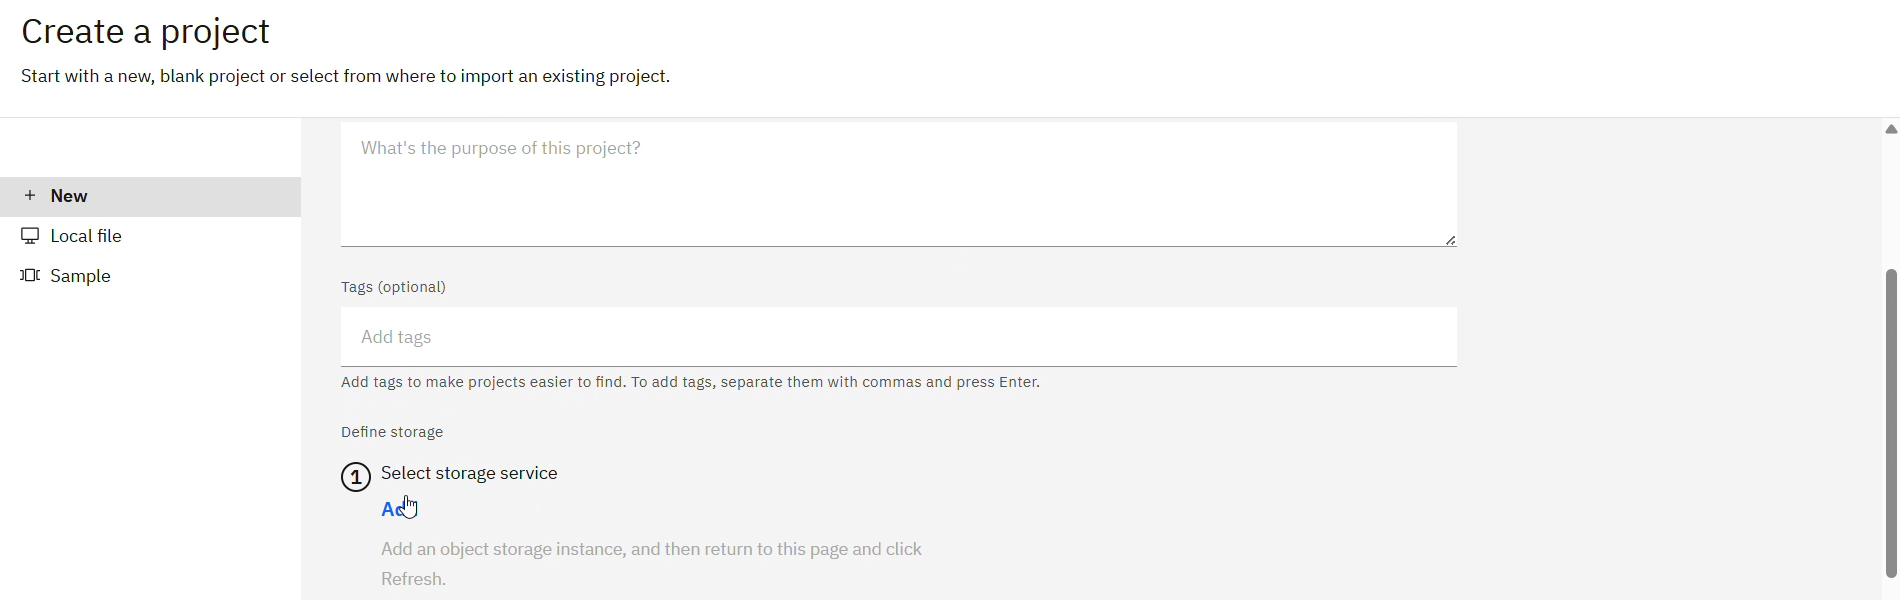 Create a project
Start with a new, blank project or select from where to import an existing project.
+ New
Local file
Sample
What's the purpose of this project?
Tags (optional)
Add tags
Add tags to make projects easier to find. To add tags, separate them with commas and press Enter.
Define storage
1 Select storage service
Add an object storage instance, and then return to this page and click
Refresh.